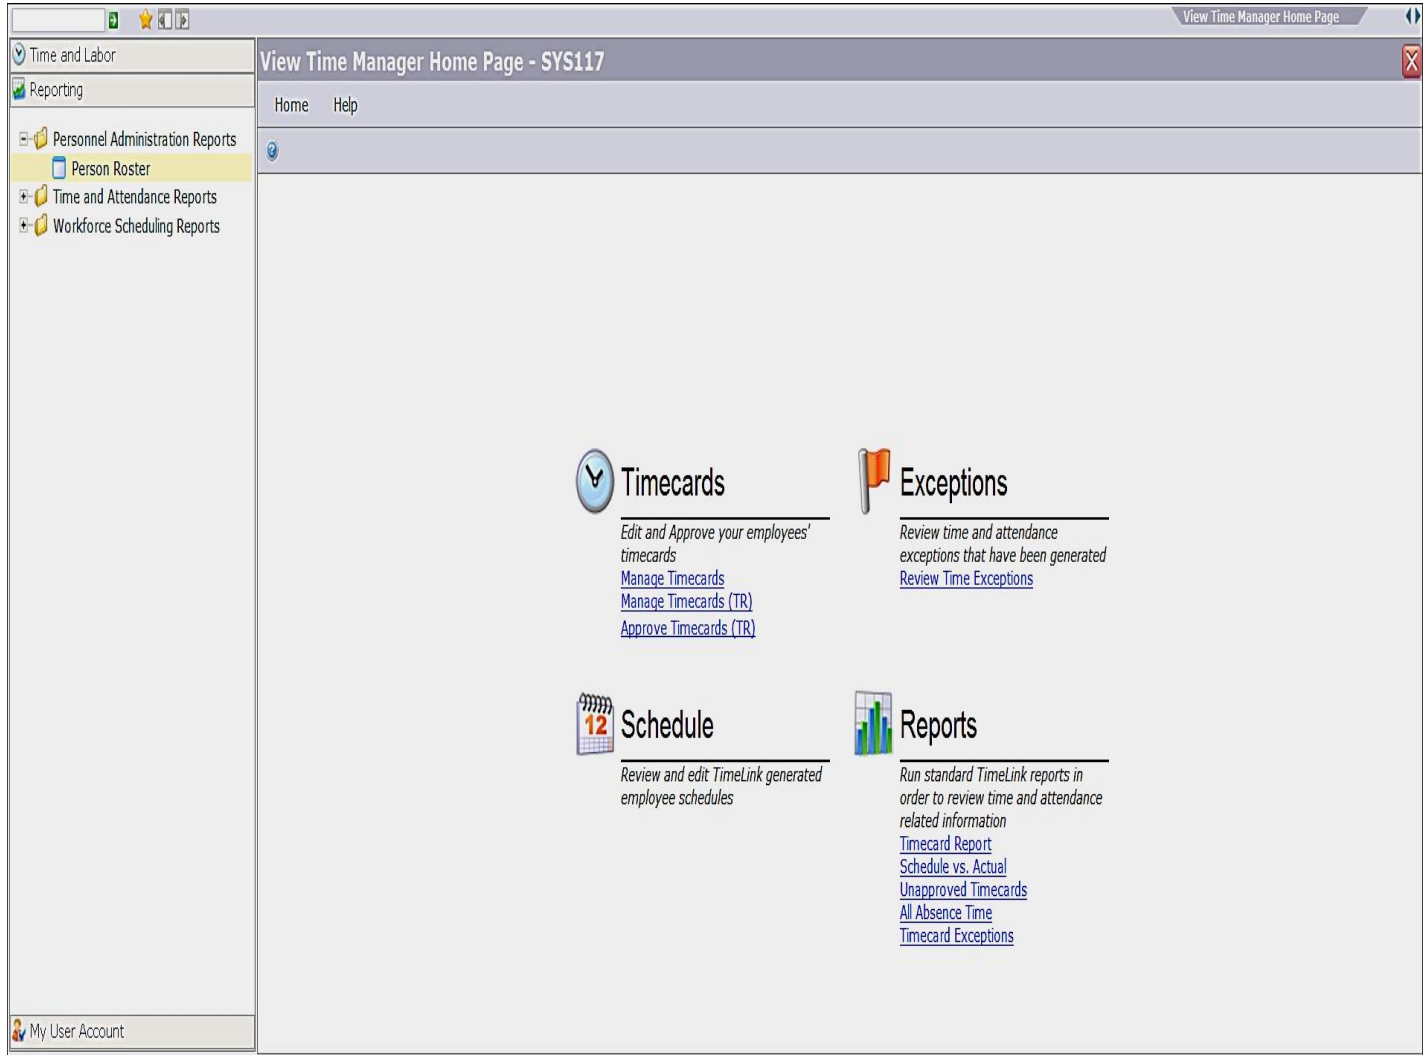 View Time Manager Home Page
Time and Labor
Reporting
Personnel Administration Reports
Person Roster
Time and Attendance Reports
Workforce Scheduling Reports
My User Account
View Time Manager Home Page - SYS117
Home Help
Timecards
Edit and Approve your employees'
timecards
Manage Timecards
Manage Timecards (TR)
Approve Timecards (TR)
Exceptions
Review time and attendance
exceptions that have been generated
Review Time Exceptions
12
Schedule
Review and edit TimeLink generated
employee schedules
Reports
Run standard TimeLink reports in
order to review time and attendance
related information
Timecard Report
Schedule vs. Actual
Unapproved Timecards
All Absence Time
Timecard Exceptions